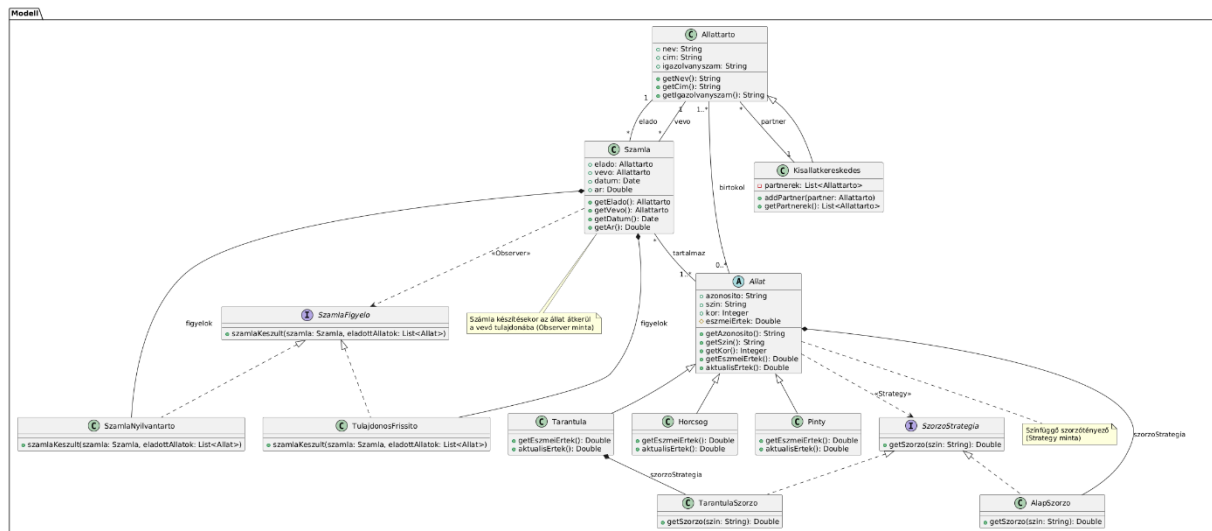 Modell
C Allattarto
nev: String
cim: String
igazolvanyszam: String
getNev(): String
getCim(): String
getIgazolvanyszam(): String
1
1
1..*
*
elado
vevo
partner
*
*
1
C Szamla
elado: Allattarto
vevo: Allattarto
datum: Date
ar: Double
getElado(): Allattarto
getVevo(): Allattarto
getDatum(): Date
getAr(): Double
C Kisallatkereskedes
partnerek: List<Allattarto>
addPartner(partner: Allattarto)
getPartnerek(): List<Allattarto>
birtokol
«Observer»
*
tartalmaz
1..*
0..*
figyelok
figyelok
I SzamlaFigyelo
szamlaKeszult(szamla: Szamla, eladottAllatok: List<Allat>)
Számla készítésekor az állat átkerül
a vevő tulajdonába (Observer minta)
A Allat
azonosito: String
szin: String
kor: Integer
eszmeiErtek: Double
getAzonosito(): String
getSzin(): String
getKor(): Integer
getEszmeiErtek(): Double
aktualisErtek(): Double
«Strategy»
C SzamlaNyilvantarto
szamlaKeszult(szamla: Szamla, eladottAllatok: List<Allat>)
C TulajdonosFrissito
szamlaKeszult(szamla: Szamla, eladottAllatok: List<Allat>)
C Tarantula
getEszmeiErtek(): Double
aktualisErtek(): Double
C Horcsog
getEszmeiErtek(): Double
aktualisErtek(): Double
C Pinty
getEszmeiErtek(): Double
aktualisErtek(): Double
I SzorzoStrategia
getSzorzo(szin: String): Double
Színfüggő szorzótényező
(Strategy minta)
szorzoStrategia
szorzoStrategia
C TarantulaSzorzo
getSzorzo(szin: String): Double
C AlapSzorzo
getSzorzo(szin: String): Double